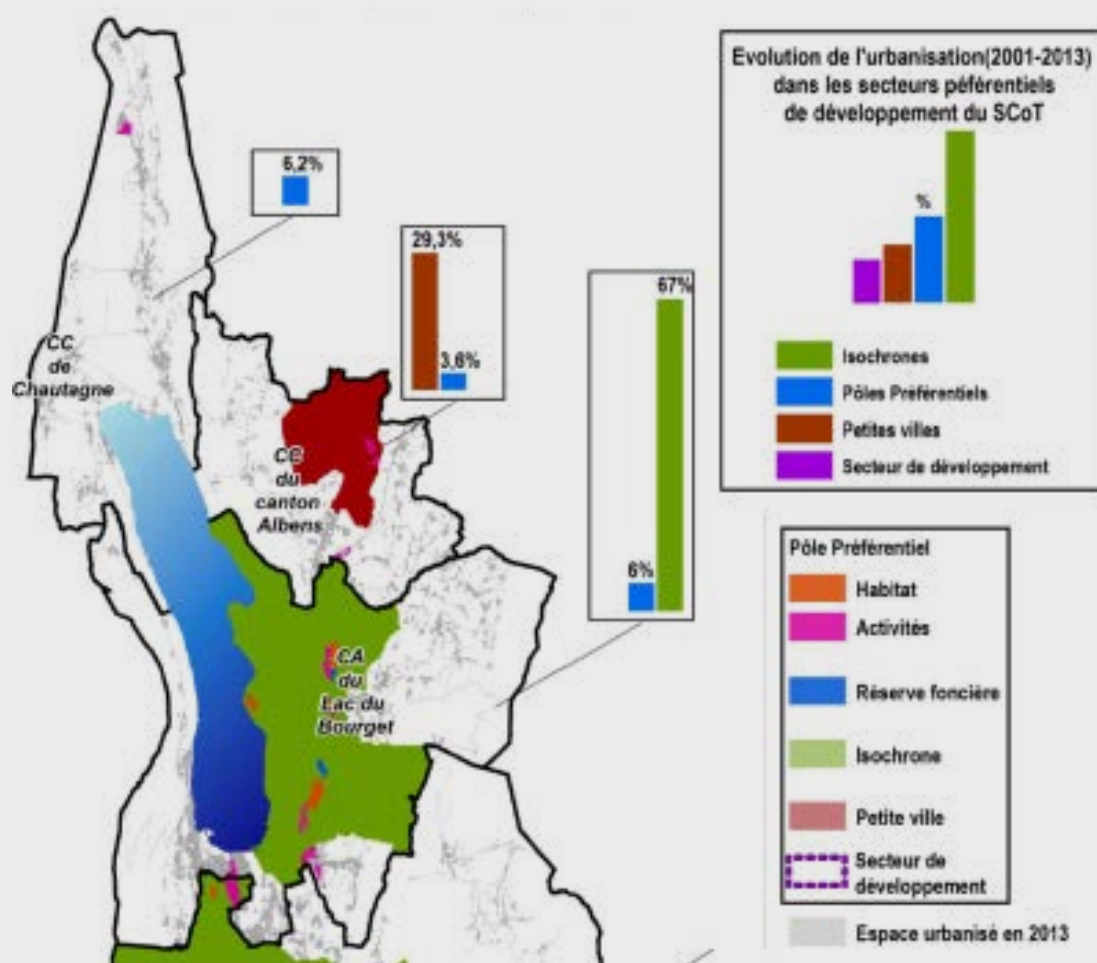 Evolution de l'urbanisation(2001-2013)
dans les secteurs péférentiels
de développement du SCoT
%
Isochrones
Pôles Préférentiels
Petites villes
Secteur de développement
6,2%
29,3%
3,6%
67%
6%
CC
de
Chautagne
CC
du
canton
Albens
CA
du
Lac du
Bourget
Pôle Préférentiel
Habitat
Activités
Réserve foncière
Isochrone
Petite ville
Secteur de
développement
Espace urbanisé en 2013